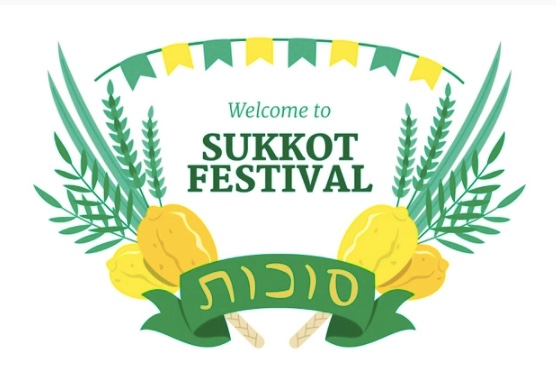 Welcome to
SUKKOT
FESTIVAL
סוכות